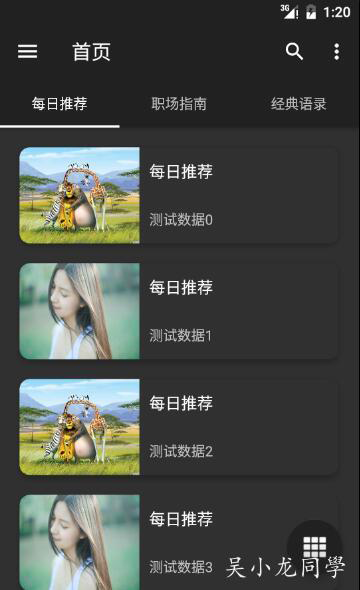 3G 1:20
首页
每日推荐 职场指南 经典语录
每日推荐
测试数据0
每日推荐
测试数据1
每日推荐
测试数据2
每日推荐
测试数据3
吴小龙同學